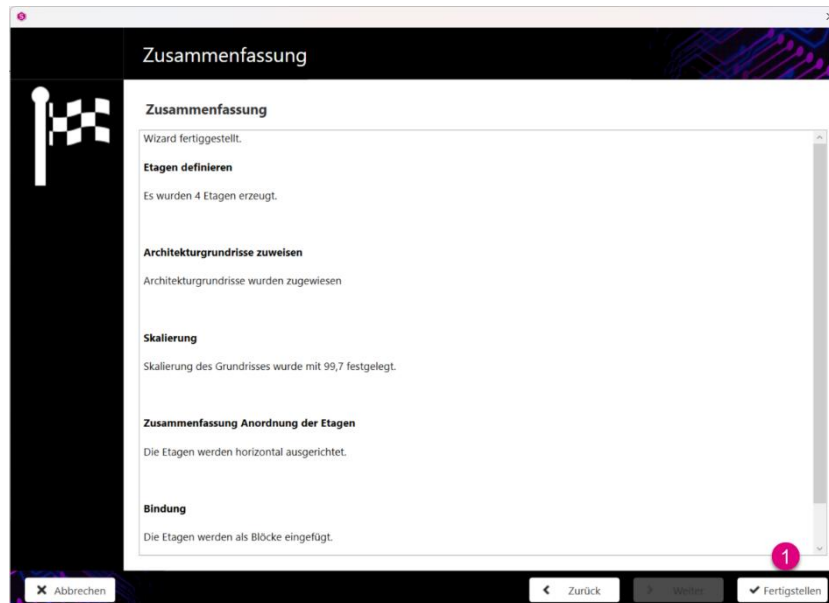 Zusammenfassung
Zusammenfassung
Wizard fertiggestellt.
Etagen definieren
Es wurden 4 Etagen erzeugt.
Architekturgrundrisse zuweisen
Architekturgrundrisse wurden zugewiesen
Skalierung
Skalierung des Grundrisses wurde mit 99,7 festgelegt.
Zusammenfassung Anordnung der Etagen
Die Etagen werden horizontal ausgerichtet.
Bindung
Die Etagen werden als Blöcke eingefügt.
1
Abbrechen
Zurück
Weiter
Fertigstellen